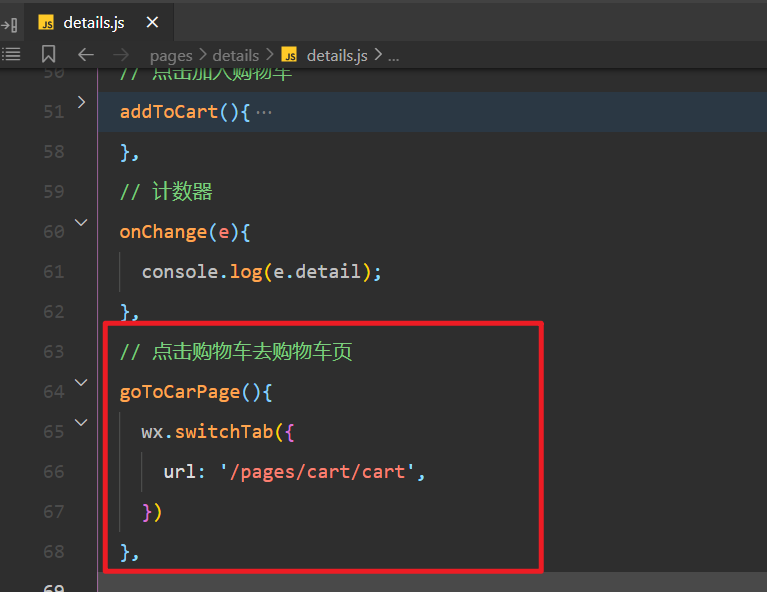 JS details.js ×
pages > details > JS details.js > ...
50 // 点击加入购物车
51 addToCart(){ ...
58 },
59 // 计数器
60 onChange(e){
61 console.log(e.detail);
62 },
63 // 点击购物车去购物车页
64 goToCarPage(){
65 wx.switchTab({
66 url: '/pages/cart/cart',
67 })
68 },
69